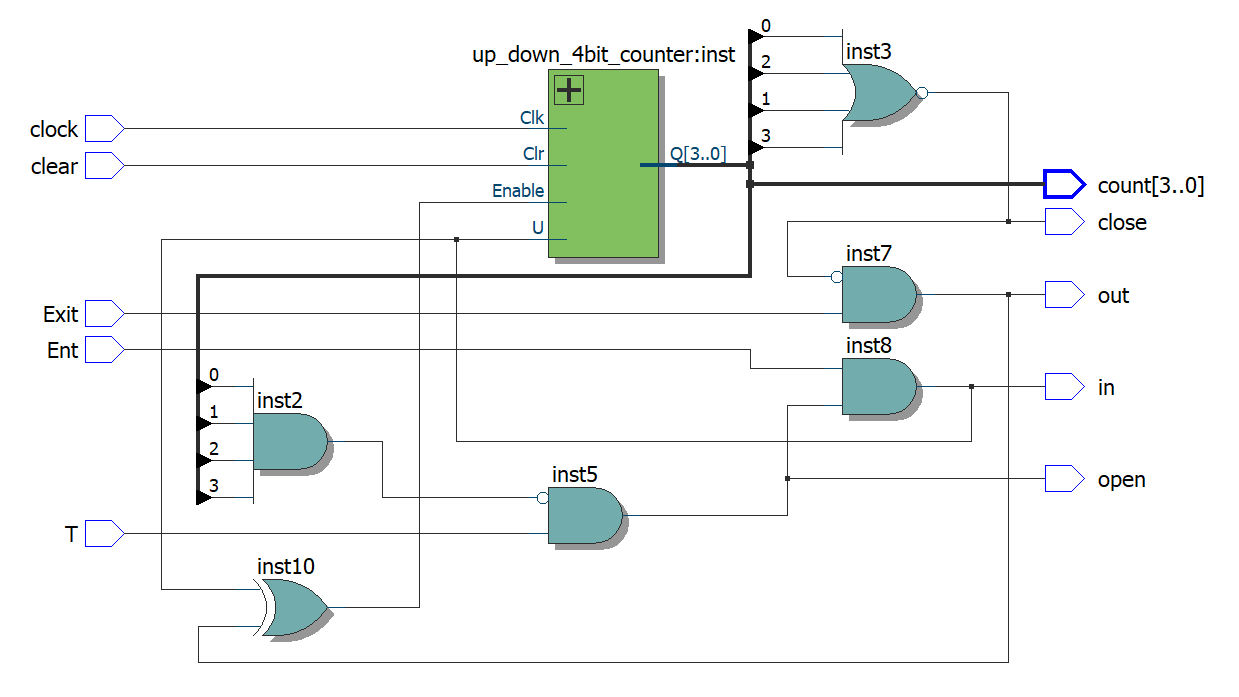 0
inst3
up_down_4bit_counter:inst
2
Clk
1
clock
3
Clr
Q[3..0]
clear
Enable
count[3..0]
U
close
inst7
out
Exit
inst8
Ent
0
in
inst2
1
2
inst5
open
3
T
inst10